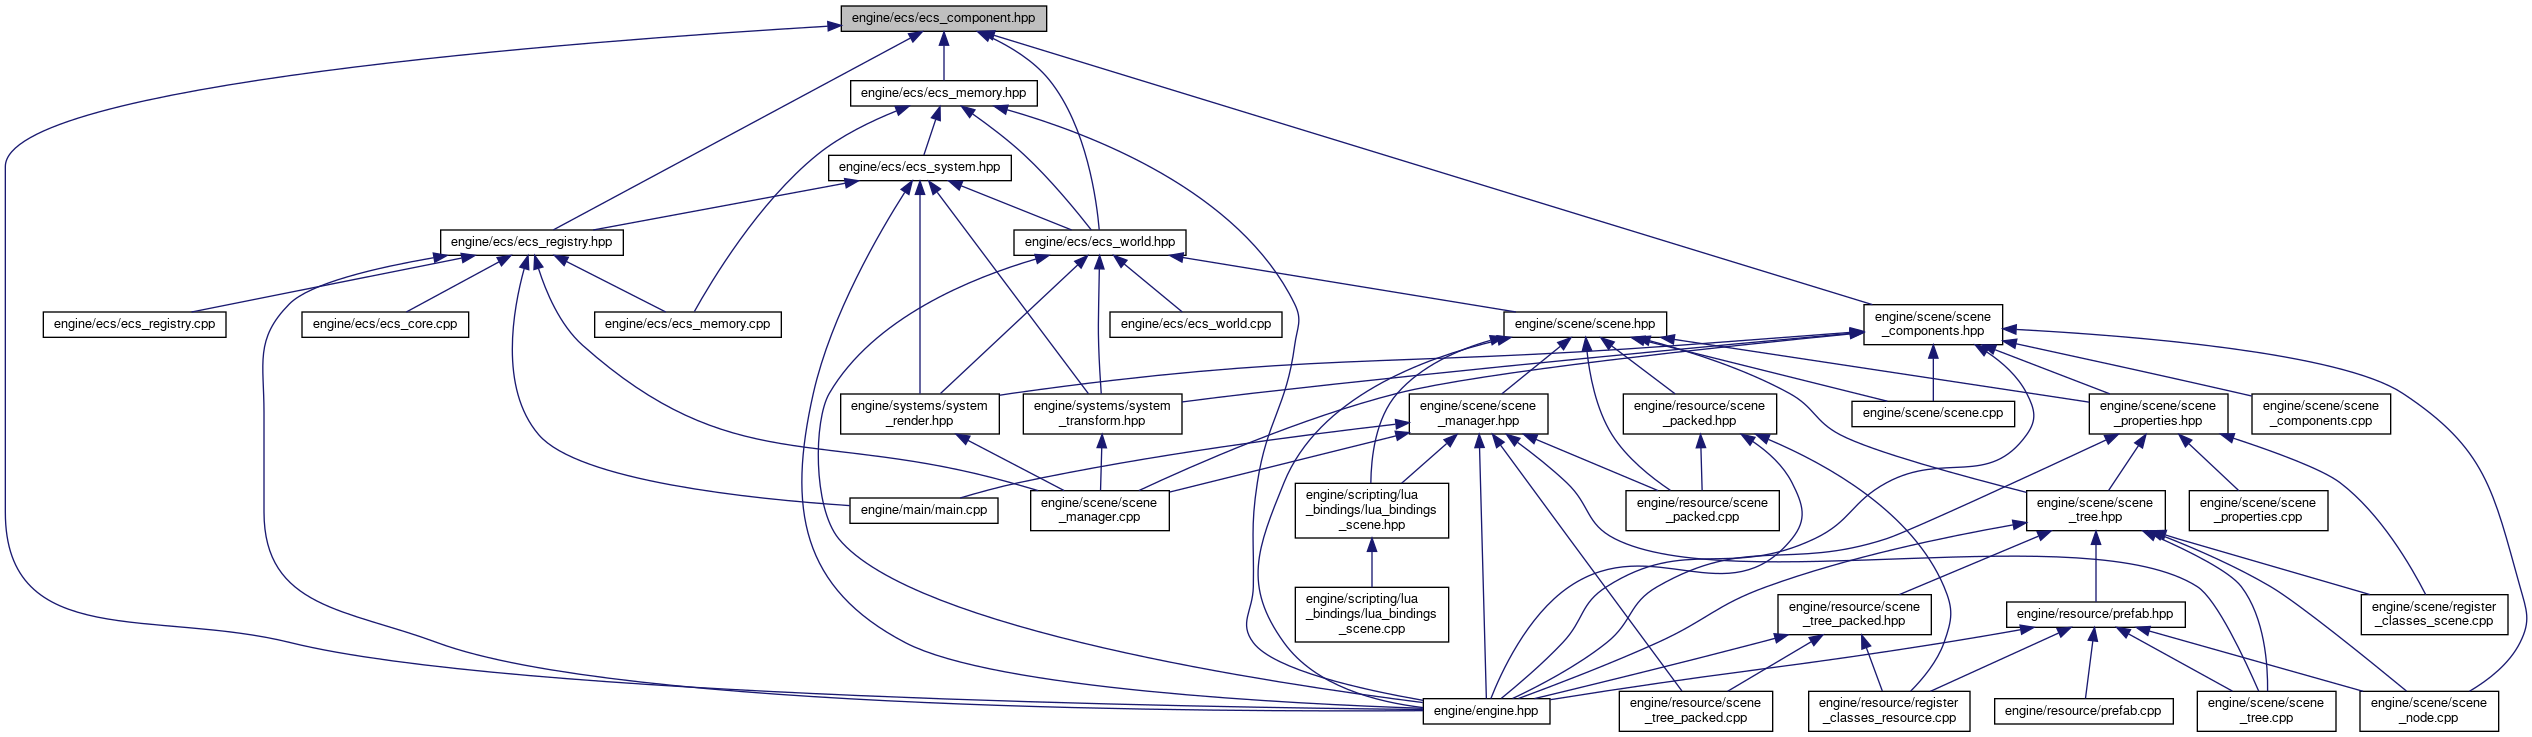 engine/ecs/ecs_component.hpp
engine/ecs/ecs_memory.hpp
engine/ecs/ecs_system.hpp
engine/ecs/ecs_registry.hpp
engine/ecs/ecs_world.hpp
engine/ecs/ecs_registry.cpp
engine/ecs/ecs_core.cpp
engine/ecs/ecs_memory.cpp
engine/ecs/ecs_world.cpp
engine/scene/scene.hpp
engine/scene/scene
_components.hpp
engine/systems/system
_render.hpp
engine/systems/system
_transform.hpp
engine/scene/scene
_manager.hpp
engine/resource/scene
_packed.hpp
engine/scene/scene.cpp
engine/scene/scene
_properties.hpp
engine/scene/scene
_components.cpp
engine/main/main.cpp
engine/scene/scene
_manager.cpp
engine/scripting/lua
_bindings/lua_bindings
_scene.hpp
engine/resource/scene
_packed.cpp
engine/scene/scene
_tree.hpp
engine/scene/scene
_properties.cpp
engine/scripting/lua
_bindings/lua_bindings
_scene.cpp
engine/resource/scene
_tree_packed.hpp
engine/resource/prefab.hpp
engine/scene/register
_classes_scene.cpp
engine/engine.hpp
engine/resource/scene
_tree_packed.cpp
engine/resource/register
_classes_resource.cpp
engine/resource/prefab.cpp
engine/scene/scene
_tree.cpp
engine/scene/scene
_node.cpp